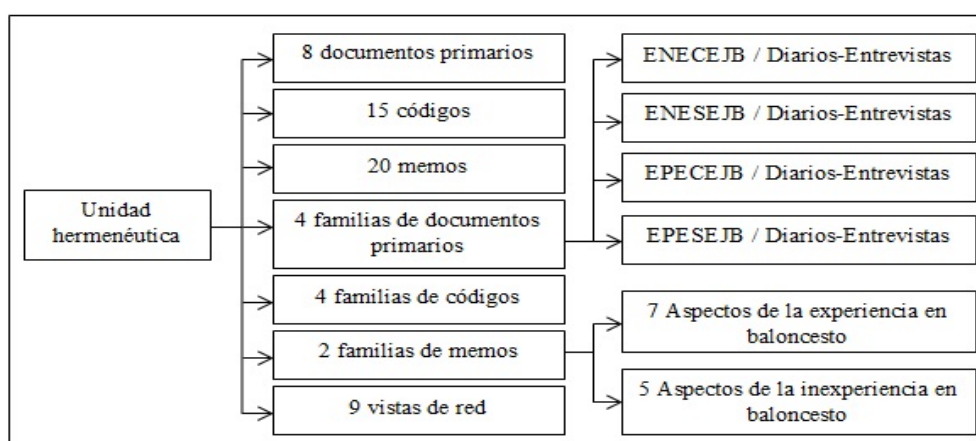 Unidad
hermenéutica
8 documentos primarios
15 códigos
20 memos
4 familias de documentos
primarios
4 familias de códigos
2 familias de memos
9 vistas de red
ENECEJB / Diarios-Entrevistas
ENESEJB / Diarios-Entrevistas
EPECEJB / Diarios-Entrevistas
EPESEJB / Diarios-Entrevistas
7 Aspectos de la experiencia en
baloncesto
5 Aspectos de la inexperiencia en
baloncesto